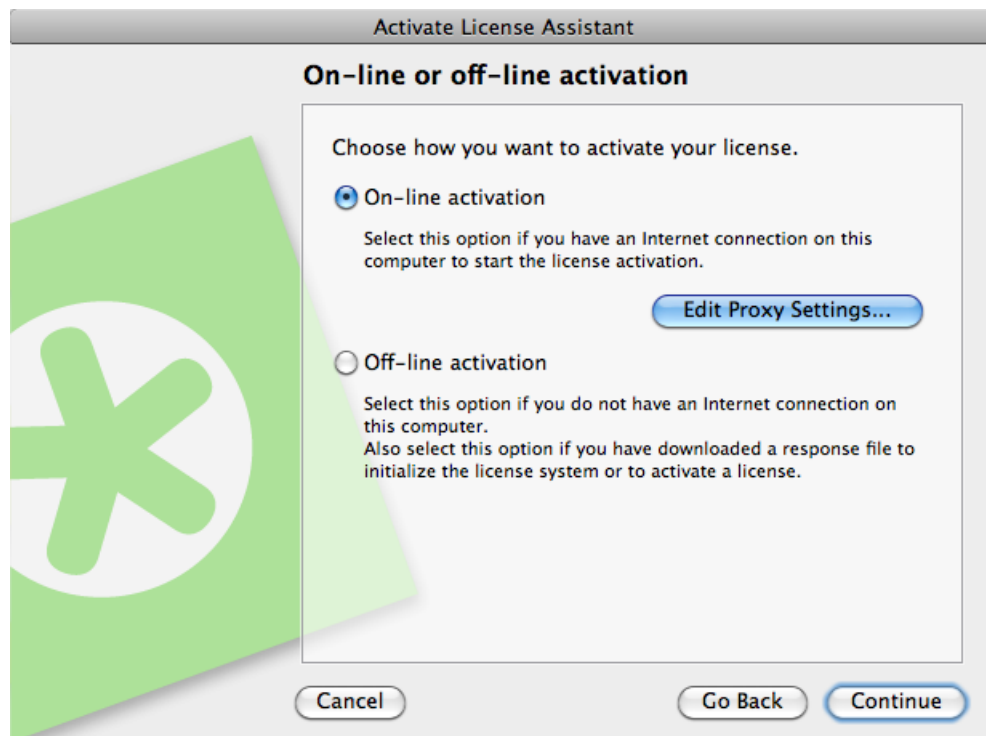 Activate License Assistant
On-line or off-line activation
Choose how you want to activate your license.
On-line activation
Select this option if you have an Internet connection on this
computer to start the license activation.
Edit Proxy Settings...
Off-line activation
Select this option if you do not have an Internet connection on
this computer.
Also select this option if you have downloaded a response file to
initialize the license system or to activate a license.
Cancel
Go Back
Continue